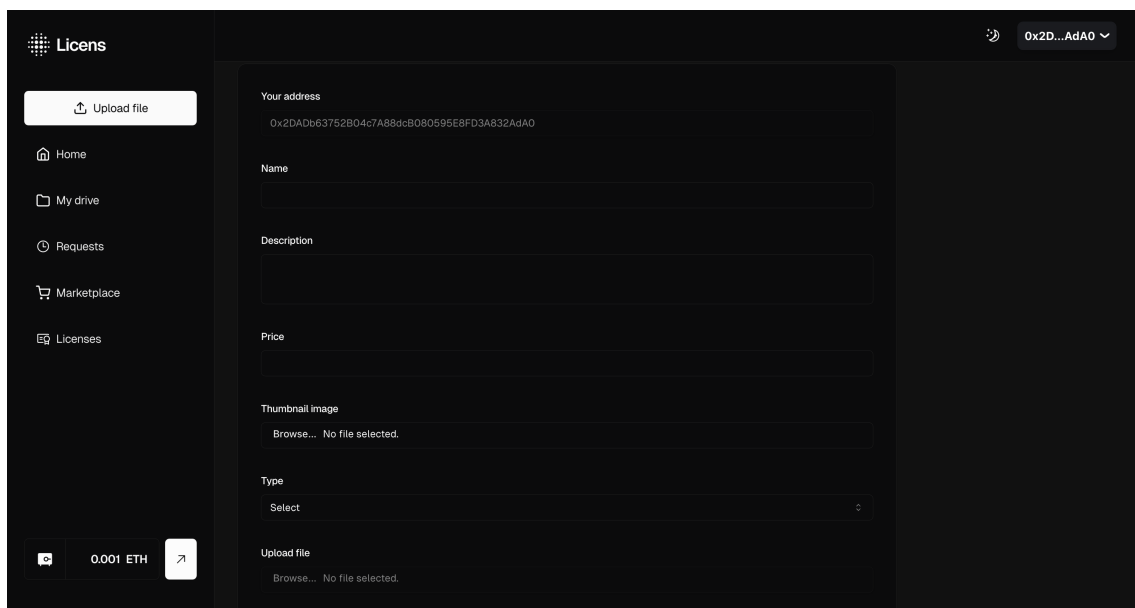 Licens
0x2D...AdA0
Upload file
Home
My drive
Requests
Marketplace
Licenses
0.001 ETH
Your address
0x2DADb63752B04c7A88dcB080595E8FD3A832AdA0
Name
Description
Price
Thumbnail image
Browse... No file selected.
Type
Select
Upload file
Browse... No file selected.